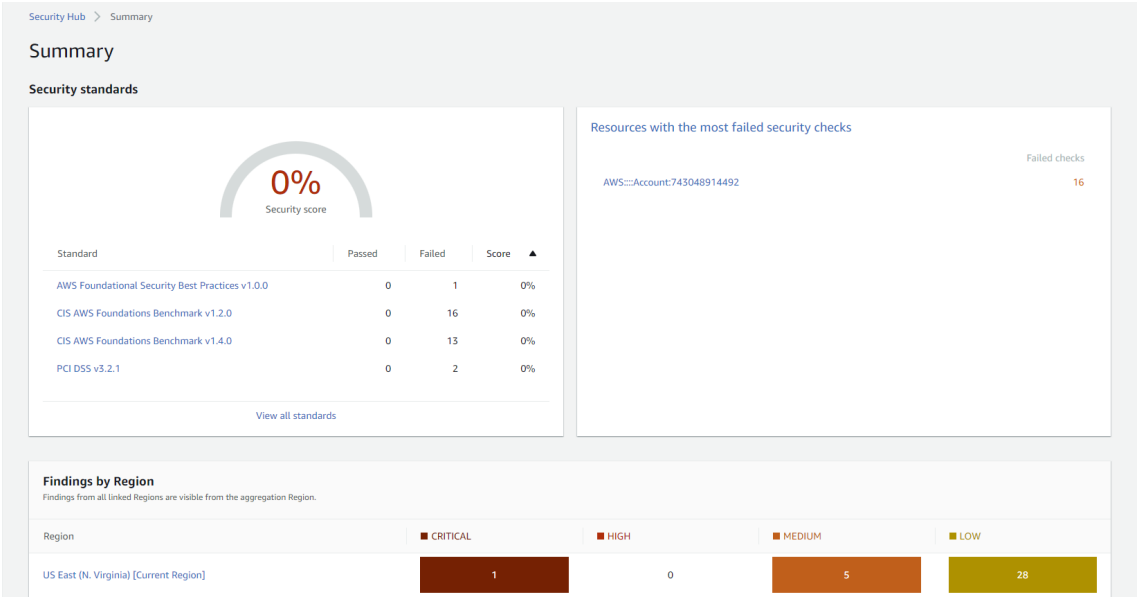 Security Hub > Summary
Summary
Security standards
0%
Security score
Standard Passed Failed Score ▲
AWS Foundational Security Best Practices v1.0.0 0 1 0%
CIS AWS Foundations Benchmark v1.2.0 0 16 0%
CIS AWS Foundations Benchmark v1.4.0 0 13 0%
PCI DSS v3.2.1 0 2 0%
View all standards
Resources with the most failed security checks
Failed checks
AWS::::Account:743048914492 16
Findings by Region
Findings from all linked Regions are visible from the aggregation Region.
Region CRITICAL HIGH MEDIUM LOW
US East (N. Virginia) [Current Region] 1 0 5 28